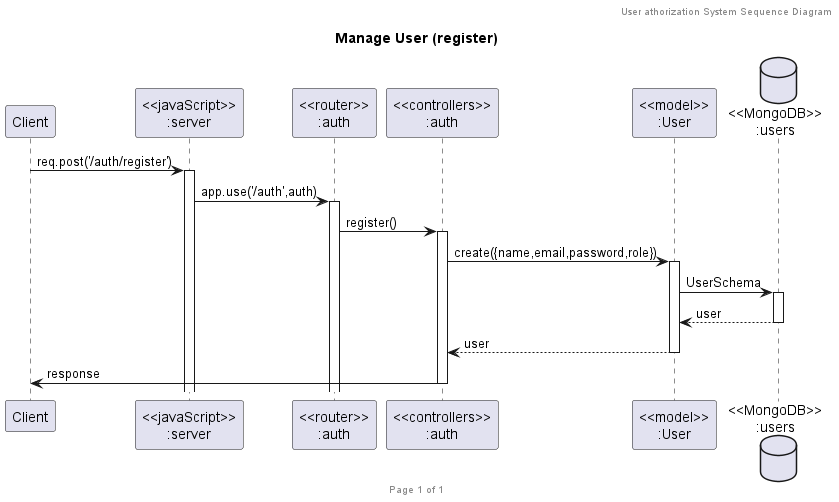 User athorization System Sequence Diagram
Manage User (register)
Client
<<javaScript>>
:server
<<router>>
:auth
<<controllers>>
:auth
<<model>>
:User
<<MongoDB>>
:users
req.post('/auth/register')
app.use('/auth',auth)
register()
create({name,email,password,role})
UserSchema
user
user
response
Client
<<javaScript>>
:server
<<router>>
:auth
<<controllers>>
:auth
<<model>>
:User
<<MongoDB>>
:users
Page 1 of 1